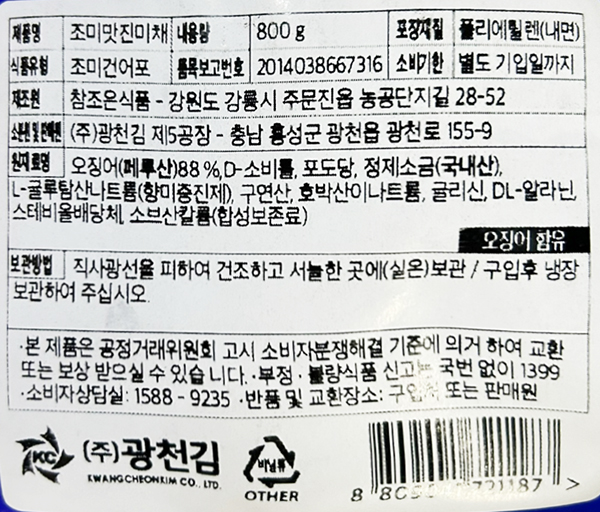 제품명 조미맛진미채 내용량 800 g 포장재질 폴리에틸렌(내면)
식품유형 조미건어포 품목보고번호 2014038667316 소비기한 별도 기입일까지
제조원 참조은식품 - 강원도 강릉시 주문진읍 농공단지길 28-52
소분원 및 판매원 (주)광천김 제5공장 - 충남 홍성군 광천읍 광천로 155-9
원재료명 오징어(페루산)88 %,D-소비톨, 포도당, 정제소금(국내산),
L-글루탐산나트륨(향미증진제), 구연산, 호박산이나트륨, 글리신, DL-알라닌,
스테비올배당체, 소브산칼륨(합성보존료)
오징어 함유
보관방법 직사광선을 피하여 건조하고 서늘한 곳에(실온)보관 / 구입후 냉장
보관하여 주십시오.
·본 제품은 공정거래위원회 고시 소비자분쟁해결 기준에 의거 하여 교환
또는 보상 받으실 수 있습니다. ·부정·불량식품 신고는 국번 없이 1399
·소비자상담실: 1588 - 9235 ·반품 및 교환장소: 구입처 또는 판매원
KC (주)광천김
KWANGCHEONKIM CO., LTD.
비닐류
OTHER
8 721187 >